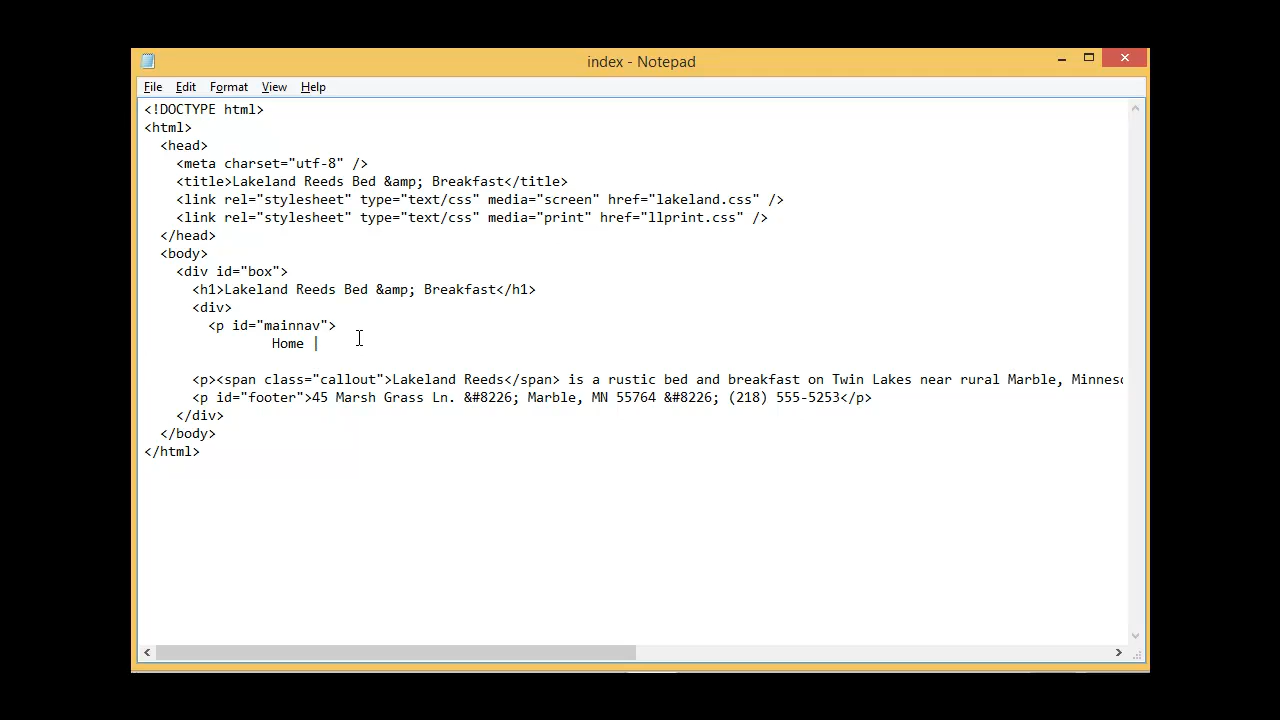 index - Notepad
File Edit Format View Help
<!DOCTYPE html>
<html>
  <head>
    <meta charset="utf-8" />
    <title>Lakeland Reeds Bed &amp; Breakfast</title>
    <link rel="stylesheet" type="text/css" media="screen" href="lakeland.css" />
    <link rel="stylesheet" type="text/css" media="print" href="llprint.css" />
  </head>
  <body>
    <div id="box">
      <h1>Lakeland Reeds Bed &amp; Breakfast</h1>
      <div>
        <p id="mainnav">
                Home |
      <p><span class="callout">Lakeland Reeds</span> is a rustic bed and breakfast on Twin Lakes near rural Marble, Minnes
      <p id="footer">45 Marsh Grass Ln. &#8226; Marble, MN 55764 &#8226; (218) 555-5253</p>
    </div>
  </body>
</html>